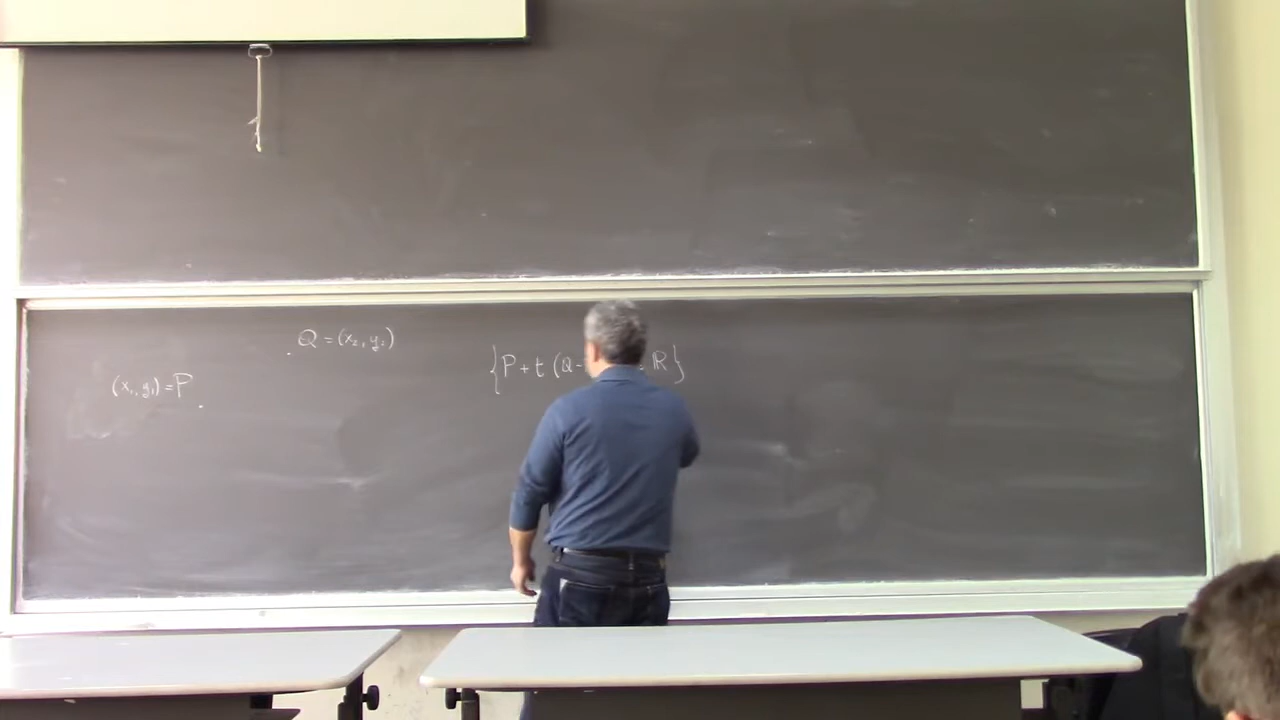 Q = (x₂, y₂)
(x₁, y₁) = P
{P + t (Q - ℝ}